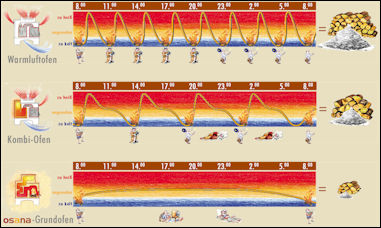 8.00 11.00 14.00 17.00 20.00 23.00 2.00 5.00 8.00
zu heiß
angenehm
zu kalt
=
Warmluftofen
8.00 11.00 14.00 17.00 20.00 23.00 2.00 5.00 8.00
zu heiß
angenehm
zu kalt
=
Kombi-Ofen
8.00 11.00 14.00 17.00 20.00 23.00 2.00 5.00 8.00
zu heiß
angenehm
zu kalt
=
osana-Grundofen